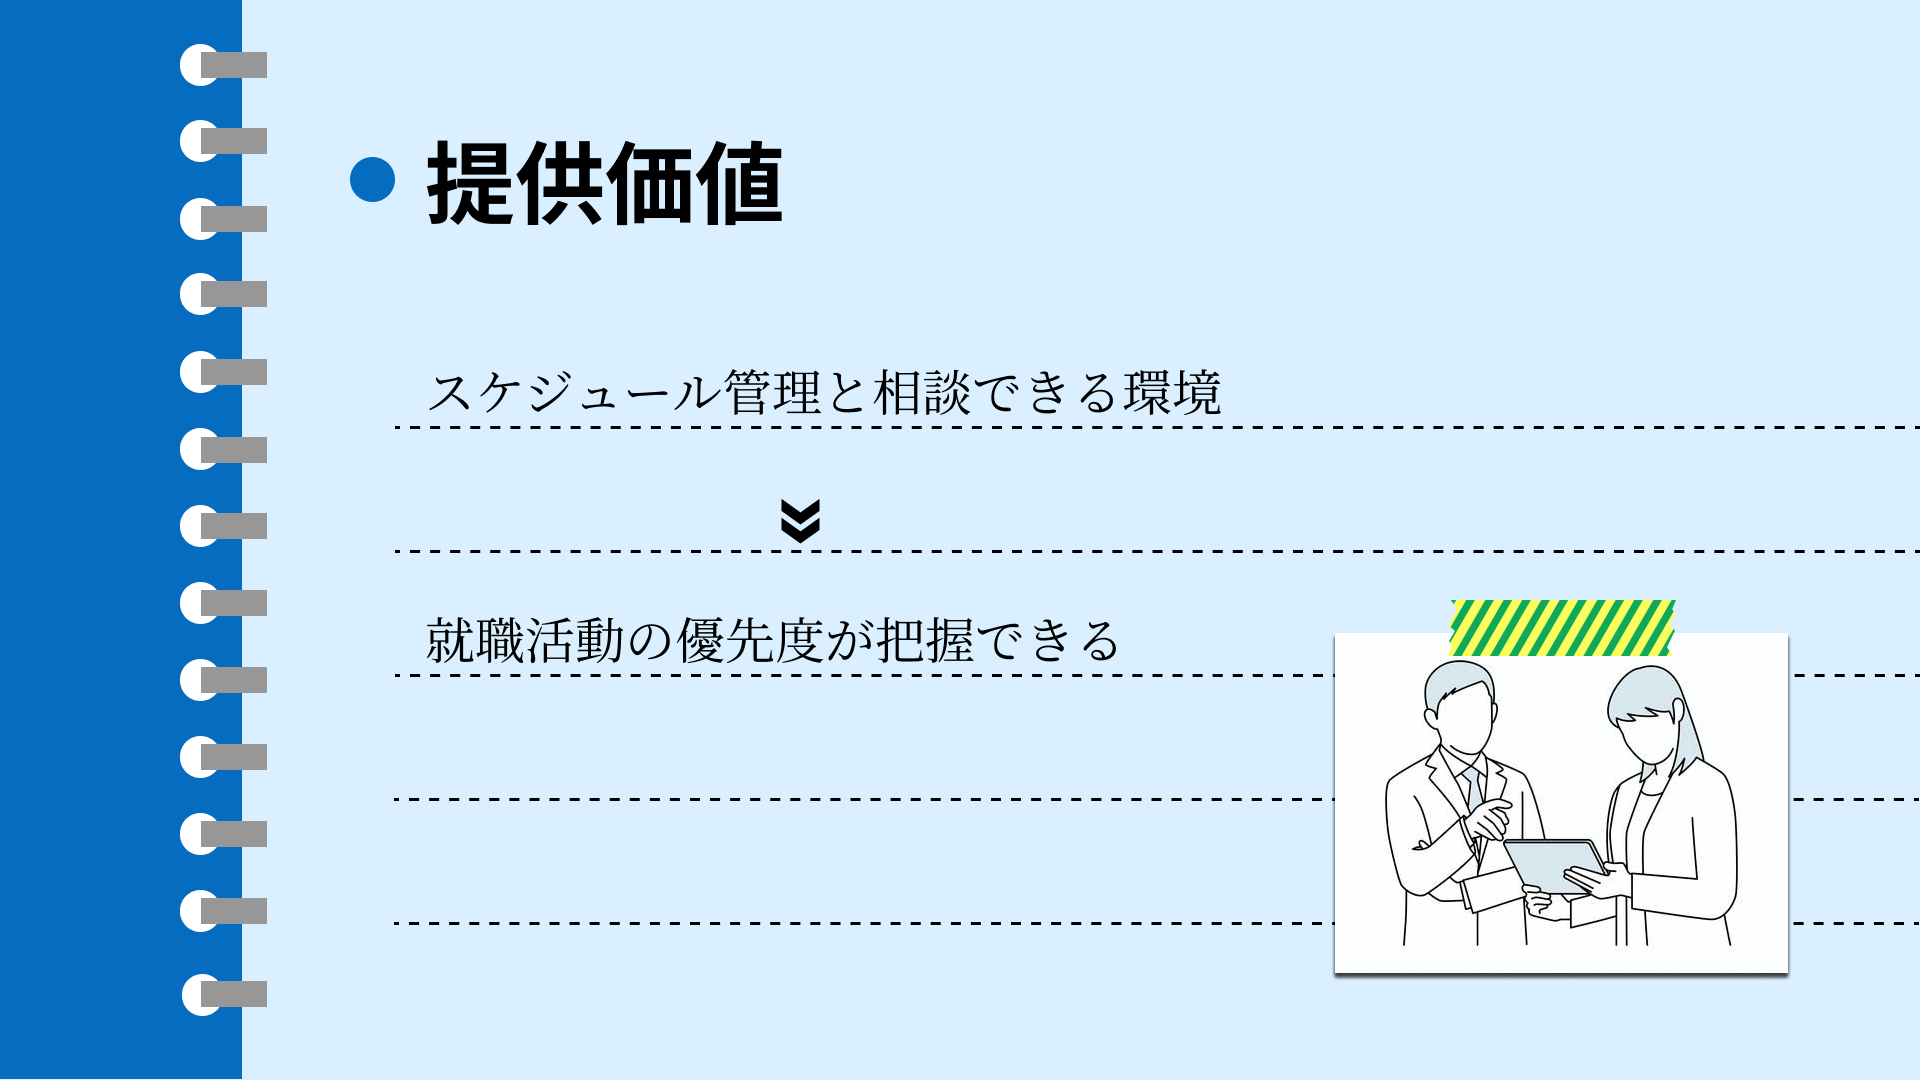 提供価値
スケジュール管理と相談できる環境
就職活動の優先度が把握できる